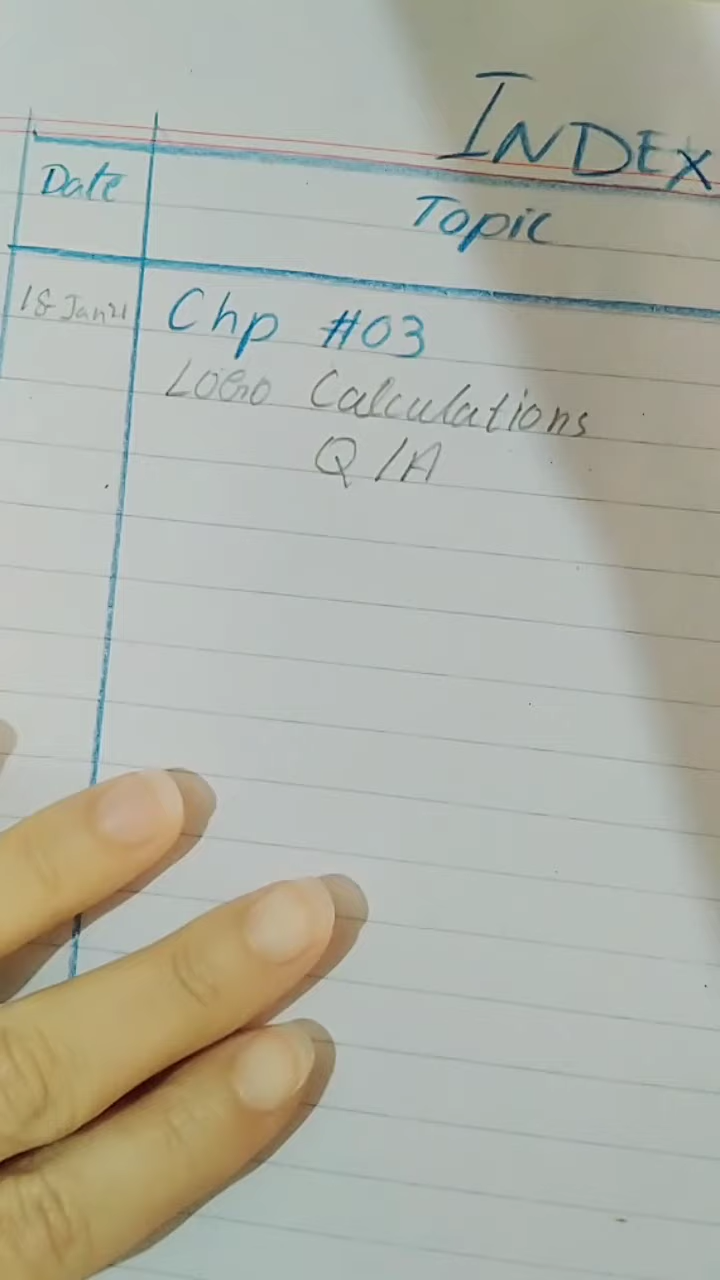 INDEX
Date Topic
18 Jan 21 Chp #03
LOGO Calculations
Q/A